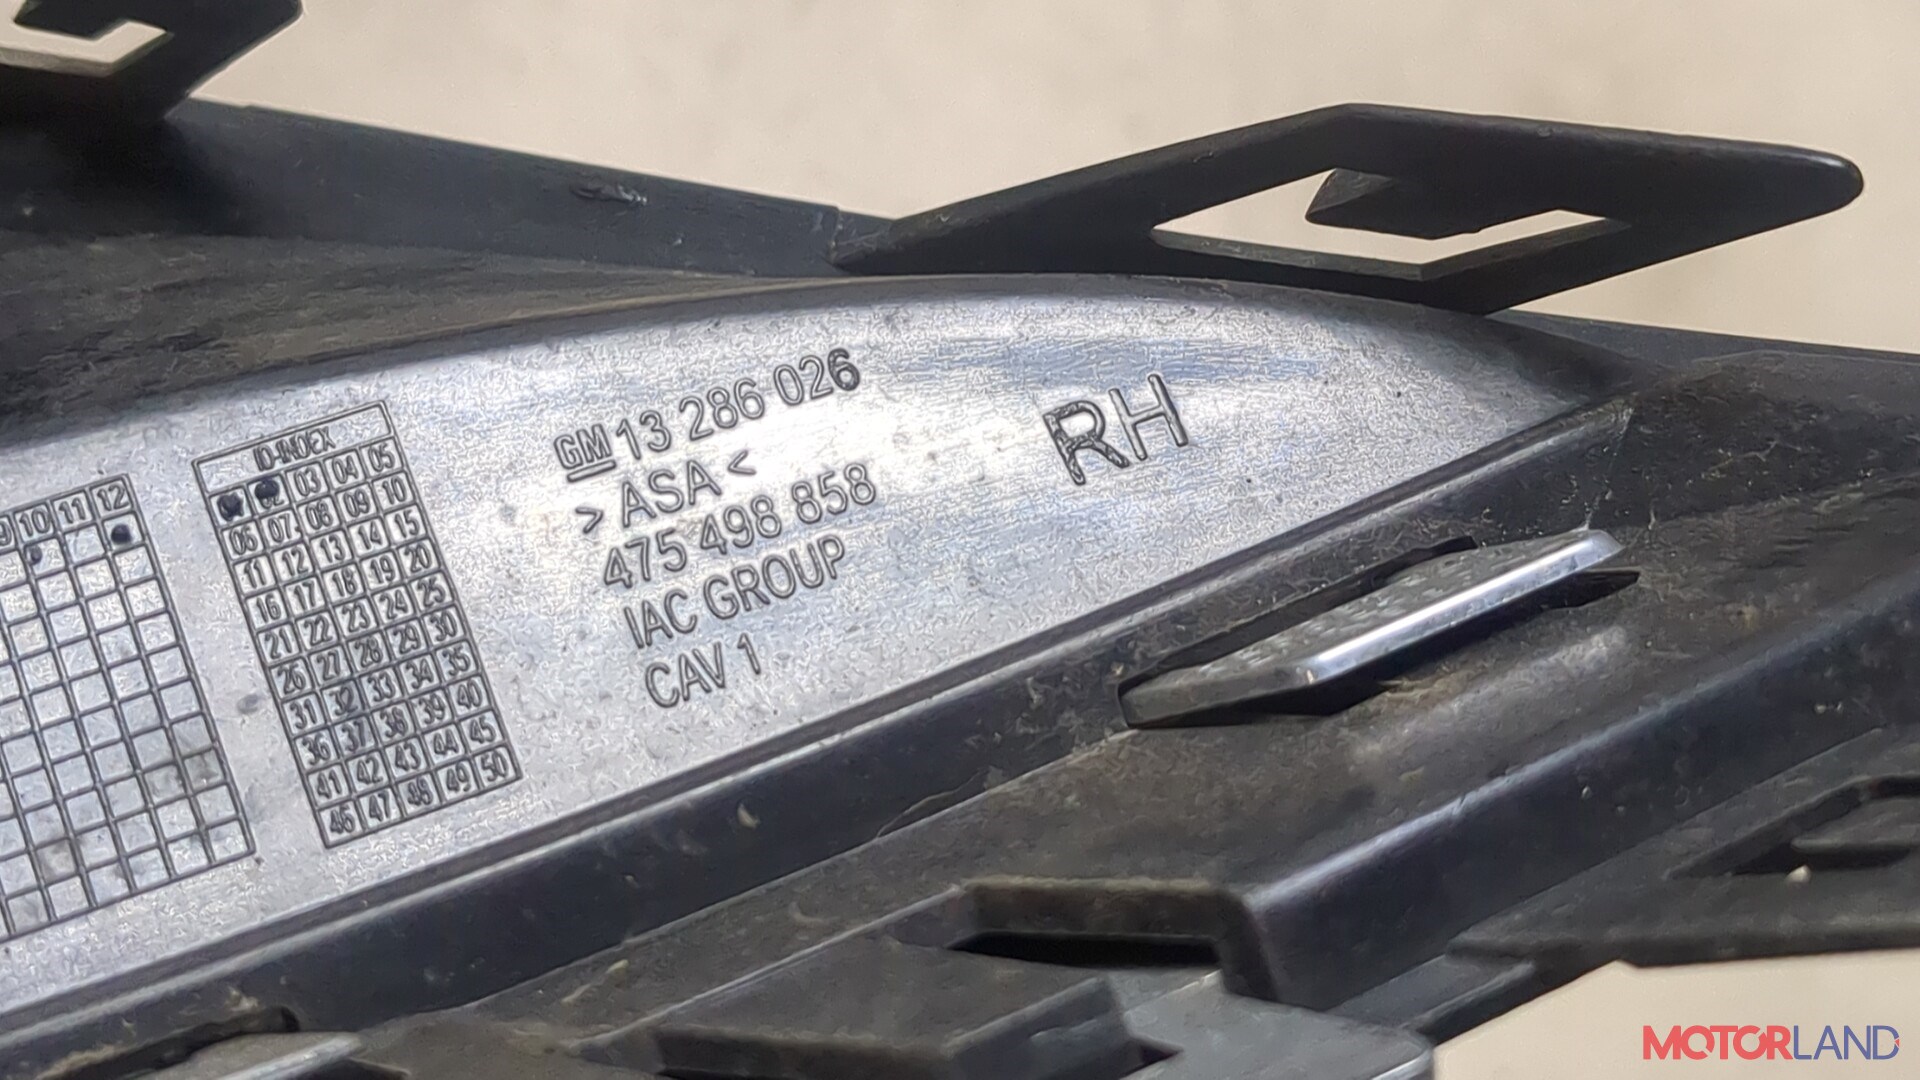 9 10 11 12
ID-INDEX
02 03 04 05
06 07 08 09 10
11 12 13 14 15
16 17 18 19 20
21 22 23 24 25
26 27 28 29 30
31 32 33 34 35
36 37 38 39 40
41 42 43 44 45
46 47 48 49 50
GM 13 286 026
>ASA<
475 498 858
IAC GROUP
CAV 1
RH
MOTORLAND